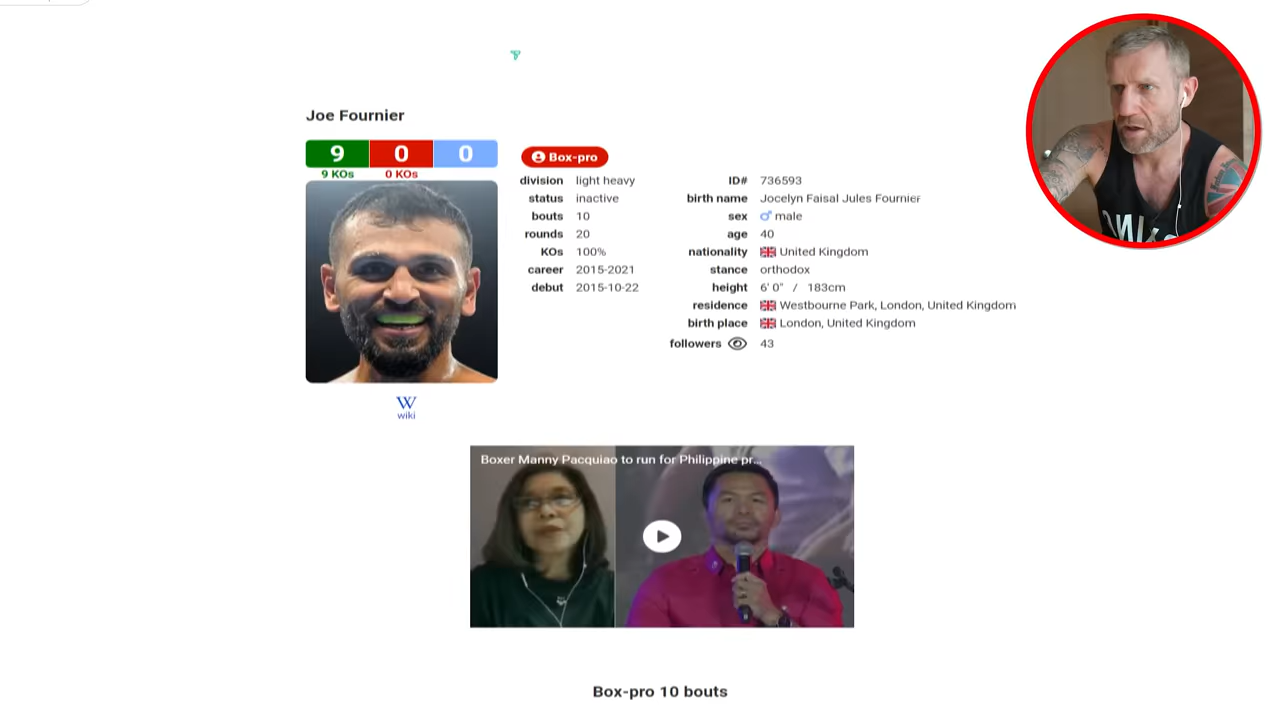 Joe Fournier
9 0 0
9 KOs 0 KOs
Box-pro
division light heavy
status inactive
bouts 10
rounds 20
KOs 100%
career 2015-2021
debut 2015-10-22
ID# 736593
birth name Jocelyn Faisal Jules Fournier
sex male
age 40
nationality United Kingdom
stance orthodox
height 6' 0" / 183cm
residence Westbourne Park, London, United Kingdom
birth place London, United Kingdom
followers 43
W
wiki
Boxer Manny Pacquiao to run for Philippine pr...
Box-pro 10 bouts